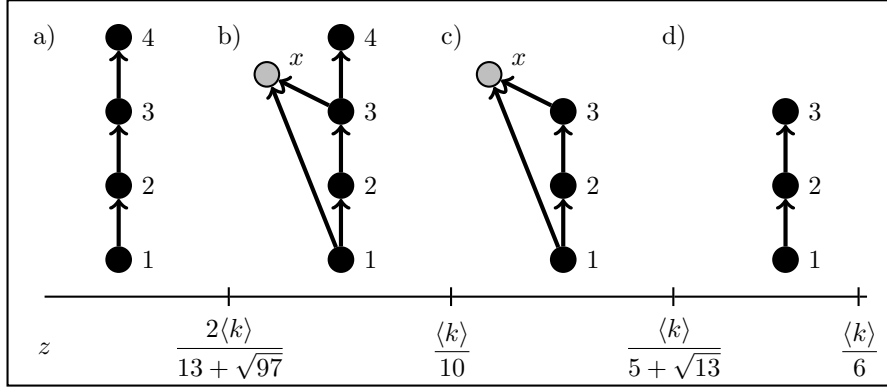 a) 4 b) 4 c) d)
x x
3 3 3 3
2 2 2 2
1 1 1 1
z 2⟨k⟩/(13 + √97) ⟨k⟩/10 ⟨k⟩/(5 + √13) ⟨k⟩/6